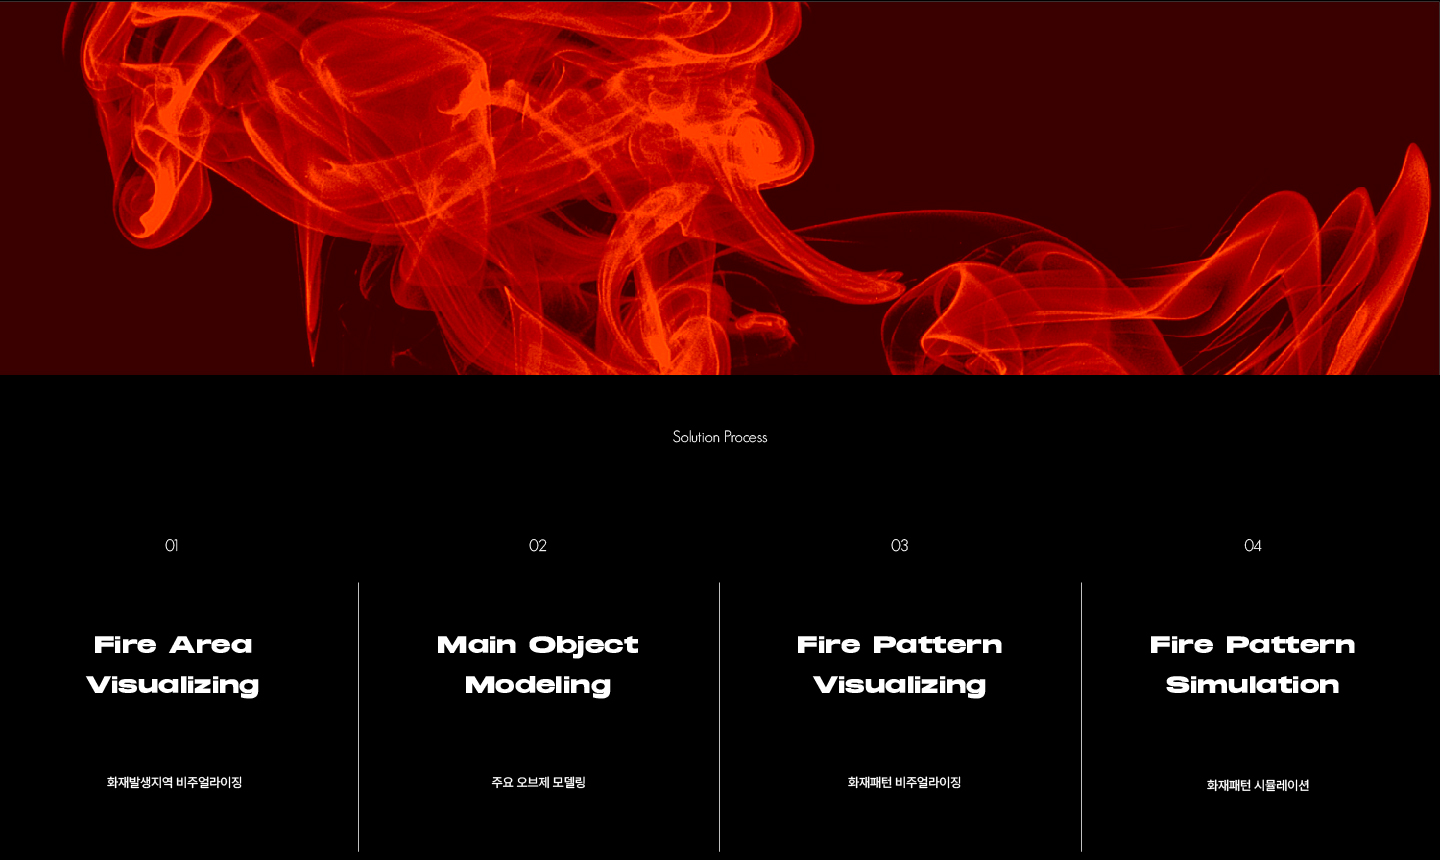 Solution Process
01
02
03
04
Fire Area
Visualizing
Main Object
Modeling
Fire Pattern
Visualizing
Fire Pattern
Simulation
화재발생지역 비주얼라이징
주요 오브제 모델링
화재패턴 비주얼라이징
화재패턴 시뮬레이션